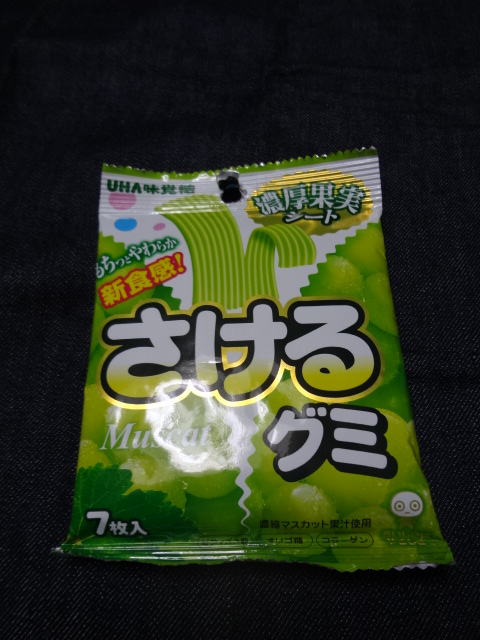 UHA味覚糖
濃厚果実
シート
もちっとやわらか
新食感!
さける
グミ
Muscat
7枚入
濃縮マスカット果汁使用
オリゴ糖 コラーゲン